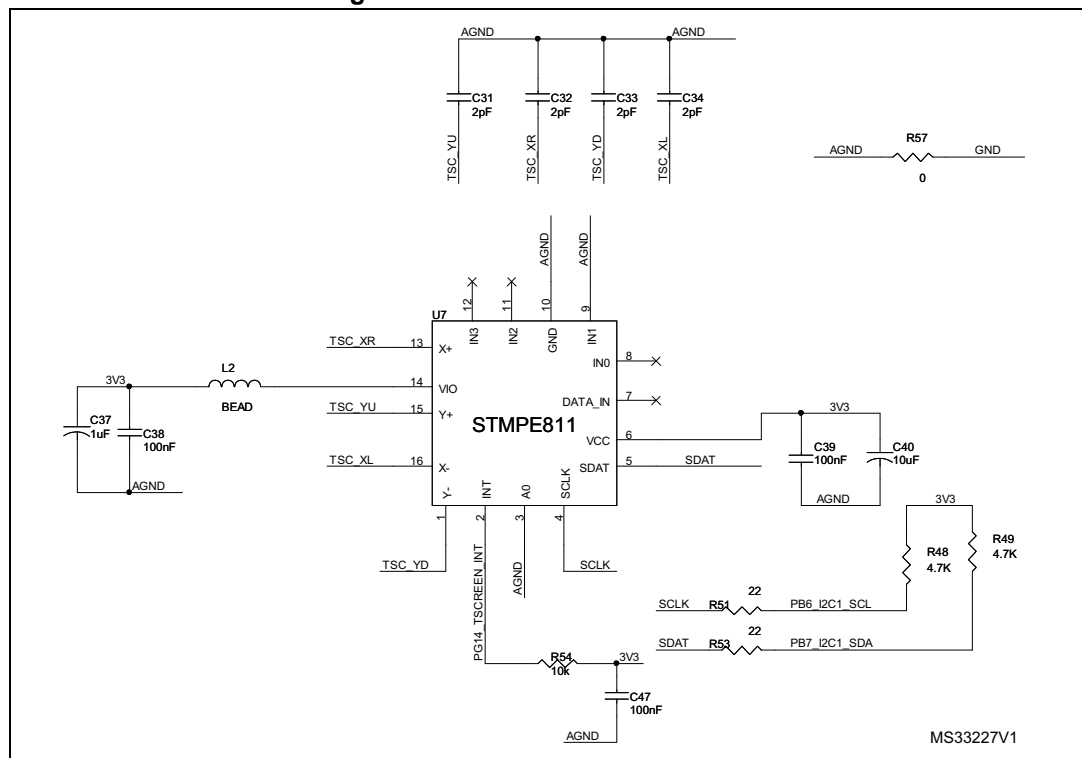 g
AGND
AGND
AGND
C31
2pF
C32
2pF
C33
2pF
C34
2pF
TSC_YU
TSC_XR
TSC_YD
TSC_XL
R57
AGND
GND
0
AGND
AGND
U7
12
11
10
9
IN3
IN2
GND
IN1
TSC_XR
13
X+
IN0
8
L2
3V3
14
VIO
BEAD
DATA_IN
7
C37
1uF
C38
100nF
TSC_YU
15
Y+
STMPE811
VCC
6
3V3
C39
100nF
C40
10uF
TSC_XL
16
X-
SDAT
5
SDAT
AGND
AGND
Y-
INT
A0
SCLK
1
2
3
4
3V3
R48
4.7K
R49
4.7K
TSC_YD
PG14_TSCREEN_INT
AGND
SCLK
22
SCLK
R51
PB6_I2C1_SCL
22
SDAT
R53
PB7_I2C1_SDA
R54
10k
3V3
C47
100nF
AGND
MS33227V1